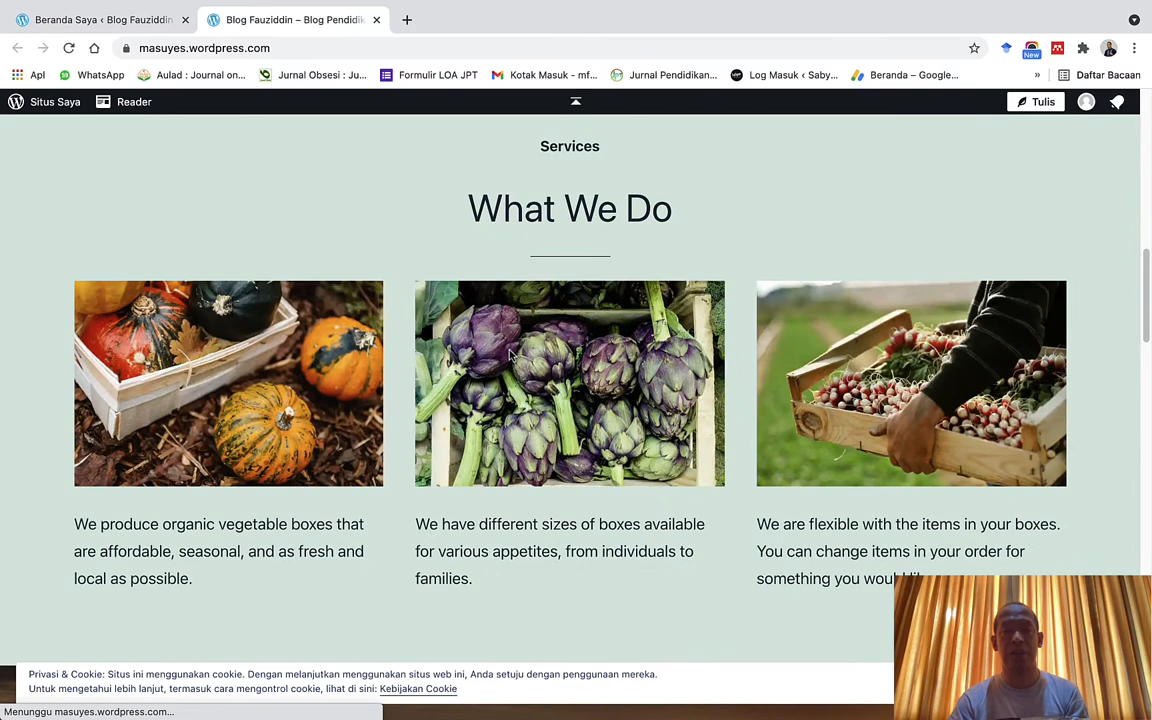 Beranda Saya ‹ Blog Fauziddin
Blog Fauziddin – Blog Pendidik
masuyes.wordpress.com
New
Apl
WhatsApp
Aulad : Journal on...
Jurnal Obsesi : Ju...
Formulir LOA JPT
Kotak Masuk - mf...
Jurnal Pendidikan...
Log Masuk ‹ Saby...
Beranda – Google...
»
Daftar Bacaan
Situs Saya
Reader
Tulis
Services
What We Do
We produce organic vegetable boxes that
are affordable, seasonal, and as fresh and
local as possible.
We have different sizes of boxes available
for various appetites, from individuals to
families.
We are flexible with the items in your boxes.
You can change items in your order for
something you would
Privasi & Cookie: Situs ini menggunakan cookie. Dengan melanjutkan menggunakan situs web ini, Anda setuju dengan penggunaan mereka.
Untuk mengetahui lebih lanjut, termasuk cara mengontrol cookie, lihat di sini: Kebijakan Cookie
Menunggu masuyes.wordpress.com...